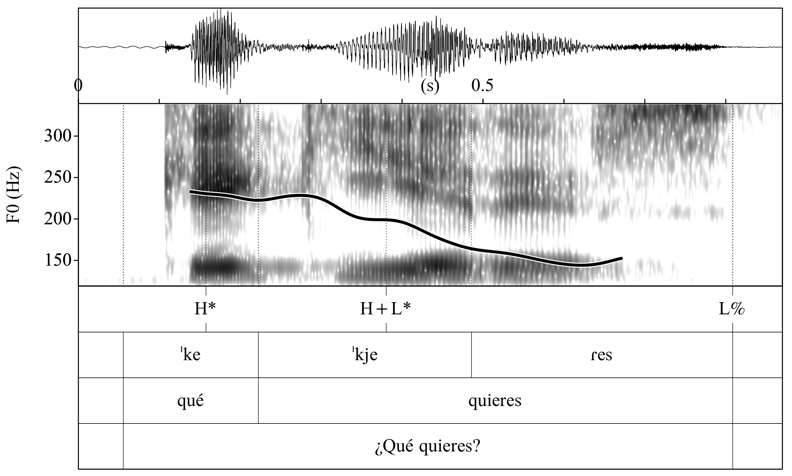 0 (s) 0.5
F0 (Hz)
300
250
200
150
H* H+L* L%
ˈke ˈkje ɾes
qué quieres
¿Qué quieres?